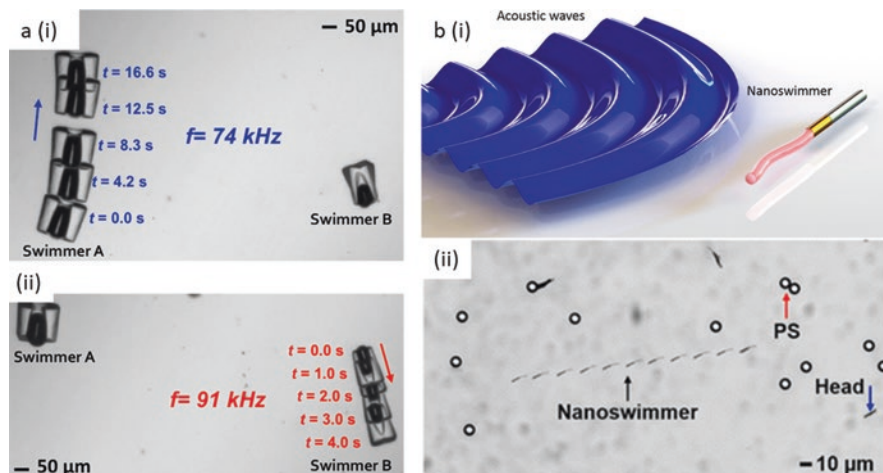 a (i)
50 µm
t = 16.6 s
t = 12.5 s
f= 74 kHz
t = 8.3 s
t = 4.2 s
t = 0.0 s
Swimmer A
Swimmer B
(ii)
Swimmer A
t = 0.0 s
t = 1.0 s
f= 91 kHz
t = 2.0 s
t = 3.0 s
t = 4.0 s
50 µm
Swimmer B
b (i)
Acoustic waves
Nanoswimmer
(ii)
PS
Head
Nanoswimmer
10 µm